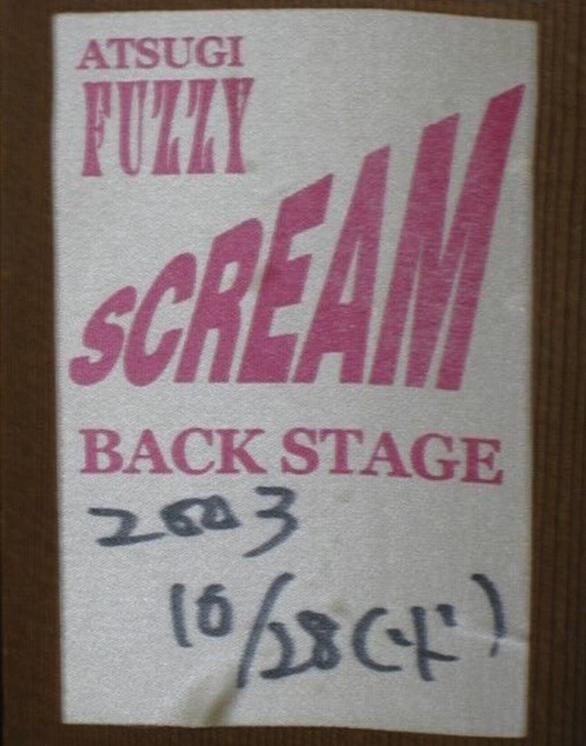 ATSUGI
FUZZY
SCREAM
BACK STAGE
2003
10/28(火)